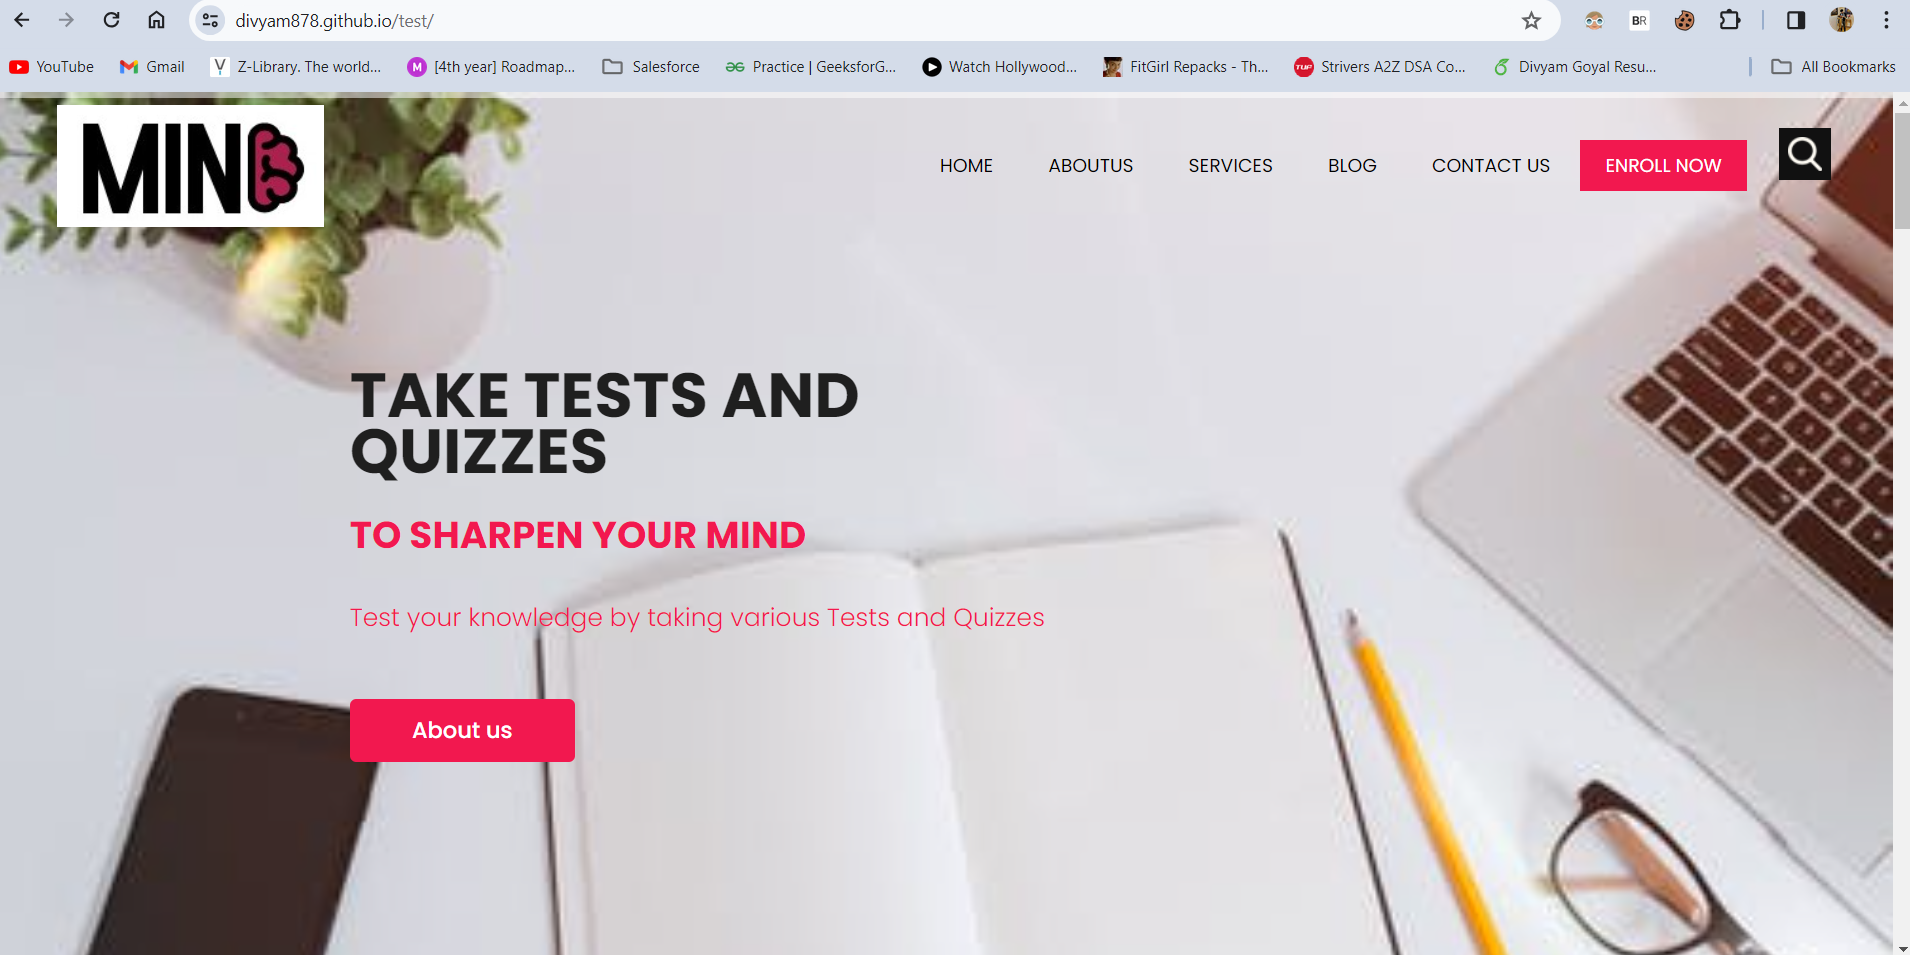 divyam878.github.io/test/
BR
YouTube
Gmail
Z-Library. The world...
M
[4th year] Roadmap...
Salesforce
Practice | GeeksforG...
Watch Hollywood...
FitGirl Repacks - Th...
TUF
Strivers A2Z DSA Co...
Divyam Goyal Resu...
All Bookmarks
MIND
HOME
ABOUTUS
SERVICES
BLOG
CONTACT US
ENROLL NOW
TAKE TESTS AND
QUIZZES
TO SHARPEN YOUR MIND
Test your knowledge by taking various Tests and Quizzes
About us